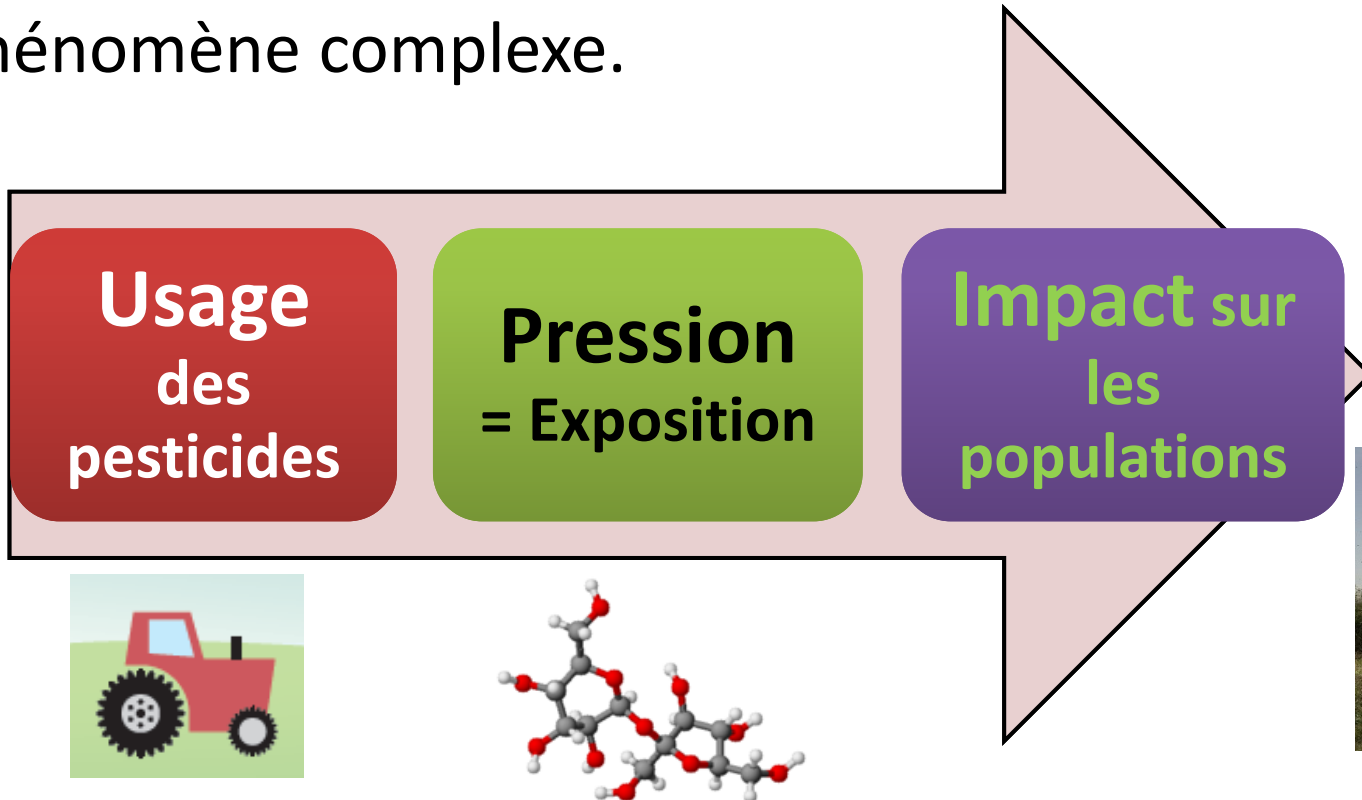 hénomène complexe.
Usage
des
pesticides
Pression
= Exposition
Impact sur
les
populations